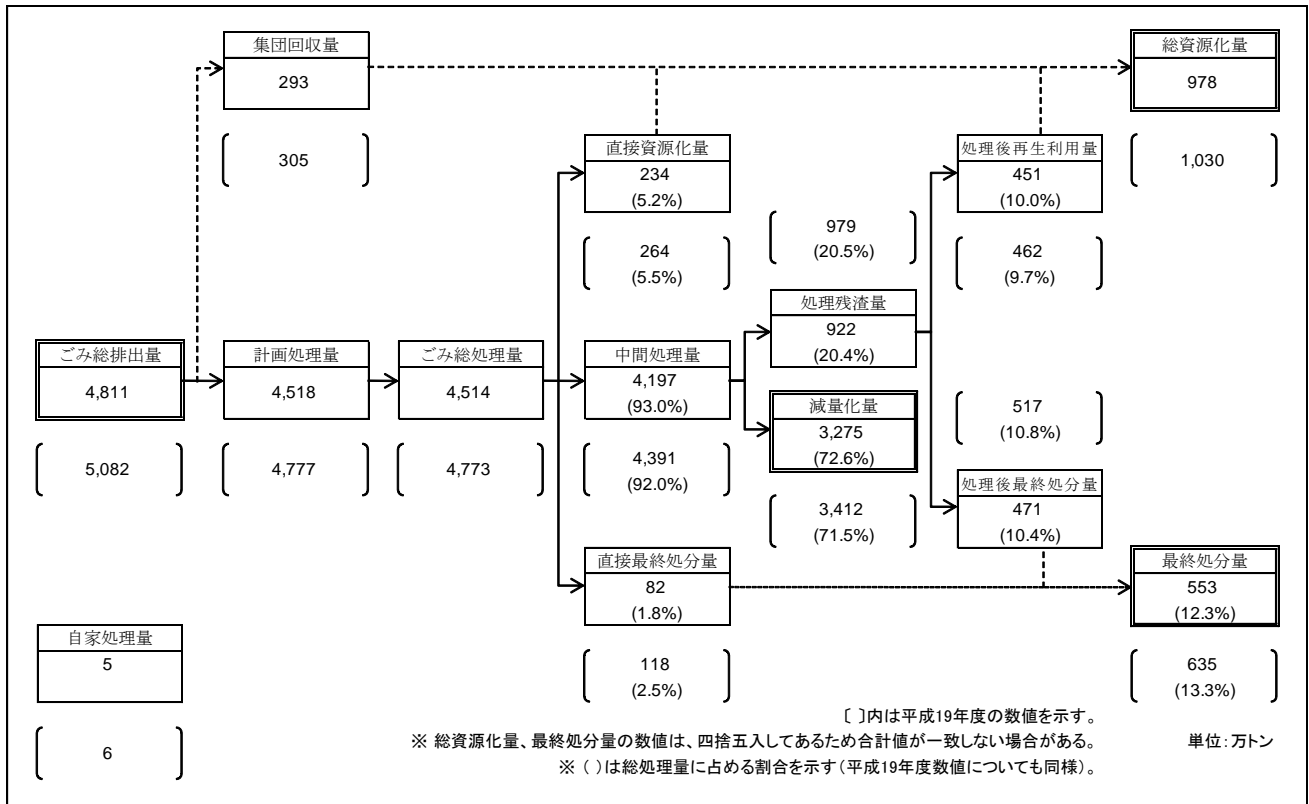 集団回収量
293
305
総資源化量
978
1,030
直接資源化量
234
(5.2%)
264
(5.5%)
処理後再生利用量
451
(10.0%)
462
(9.7%)
979
(20.5%)
処理残渣量
922
(20.4%)
ごみ総排出量
4,811
5,082
計画処理量
4,518
4,777
ごみ総処理量
4,514
4,773
中間処理量
4,197
(93.0%)
4,391
(92.0%)
減量化量
3,275
(72.6%)
3,412
(71.5%)
517
(10.8%)
処理後最終処分量
471
(10.4%)
直接最終処分量
82
(1.8%)
118
(2.5%)
最終処分量
553
(12.3%)
635
(13.3%)
自家処理量
5
6
〔 〕内は平成19年度の数値を示す。
※ 総資源化量、最終処分量の数値は、四捨五入してあるため合計値が一致しない場合がある。
単位:万トン
※ ( )は総処理量に占める割合を示す(平成19年度数値についても同様)。